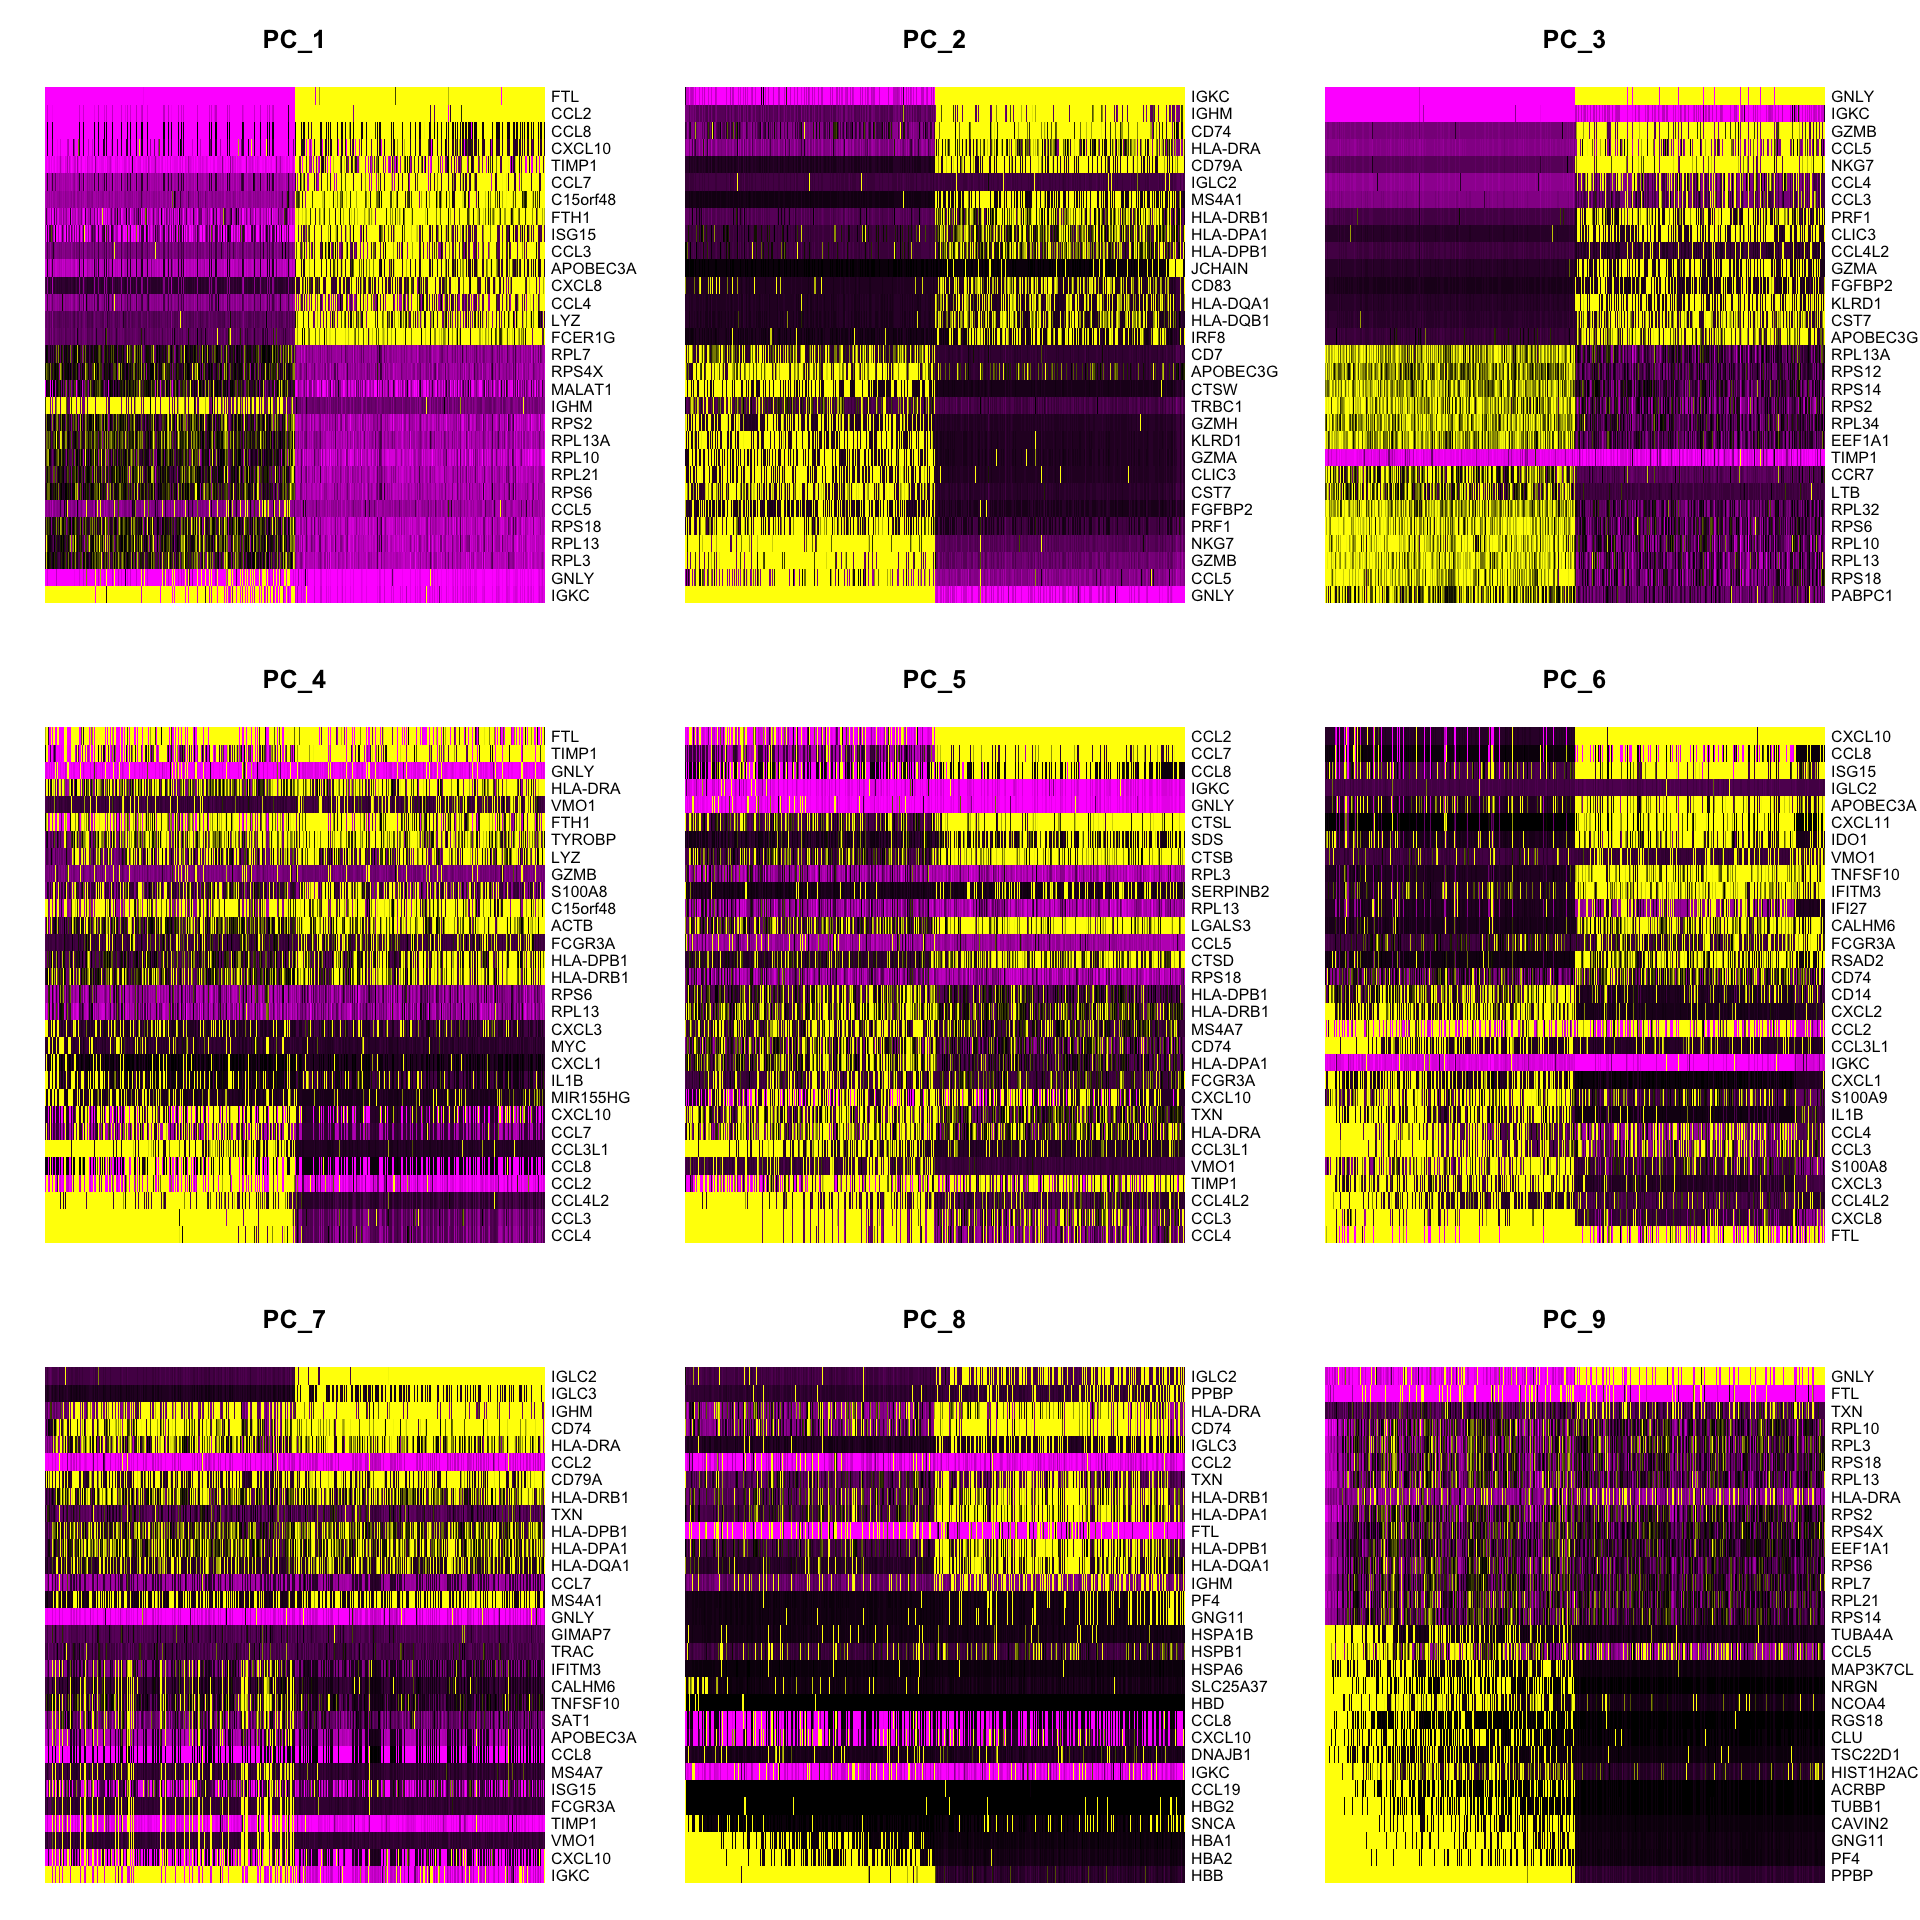 PC_1
FTL
CCL2
CCL8
CXCL10
TIMP1
CCL7
C15orf48
FTH1
ISG15
CCL3
APOBEC3A
CXCL8
CCL4
LYZ
FCER1G
RPL7
RPS4X
MALAT1
IGHM
RPS2
RPL13A
RPL10
RPL21
RPS6
CCL5
RPS18
RPL13
RPL3
GNLY
IGKC
PC_2
IGKC
IGHM
CD74
HLA-DRA
CD79A
IGLC2
MS4A1
HLA-DRB1
HLA-DPA1
HLA-DPB1
JCHAIN
CD83
HLA-DQA1
HLA-DQB1
IRF8
CD7
APOBEC3G
CTSW
TRBC1
GZMH
KLRD1
GZMA
CLIC3
CST7
FGFBP2
PRF1
NKG7
GZMB
CCL5
GNLY
PC_3
GNLY
IGKC
GZMB
CCL5
NKG7
CCL4
CCL3
PRF1
CLIC3
CCL4L2
GZMA
FGFBP2
KLRD1
CST7
APOBEC3G
RPL13A
RPS12
RPS14
RPS2
RPL34
EEF1A1
TIMP1
CCR7
LTB
RPL32
RPS6
RPL10
RPL13
RPS18
PABPC1
PC_4
FTL
TIMP1
GNLY
HLA-DRA
VMO1
FTH1
TYROBP
LYZ
GZMB
S100A8
C15orf48
ACTB
FCGR3A
HLA-DPB1
HLA-DRB1
RPS6
RPL13
CXCL3
MYC
CXCL1
IL1B
MIR155HG
CXCL10
CCL7
CCL3L1
CCL8
CCL2
CCL4L2
CCL3
CCL4
PC_5
CCL2
CCL7
CCL8
IGKC
GNLY
CTSL
SDS
CTSB
RPL3
SERPINB2
RPL13
LGALS3
CCL5
CTSD
RPS18
HLA-DPB1
HLA-DRB1
MS4A7
CD74
HLA-DPA1
FCGR3A
CXCL10
TXN
HLA-DRA
CCL3L1
VMO1
TIMP1
CCL4L2
CCL3
CCL4
PC_6
CXCL10
CCL8
ISG15
IGLC2
APOBEC3A
CXCL11
IDO1
VMO1
TNFSF10
IFITM3
IFI27
CALHM6
FCGR3A
RSAD2
CD74
CD14
CXCL2
CCL2
CCL3L1
IGKC
CXCL1
S100A9
IL1B
CCL4
CCL3
S100A8
CXCL3
CCL4L2
CXCL8
FTL
PC_7
IGLC2
IGLC3
IGHM
CD74
HLA-DRA
CCL2
CD79A
HLA-DRB1
TXN
HLA-DPB1
HLA-DPA1
HLA-DQA1
CCL7
MS4A1
GNLY
GIMAP7
TRAC
IFITM3
CALHM6
TNFSF10
SAT1
APOBEC3A
CCL8
MS4A7
ISG15
FCGR3A
TIMP1
VMO1
CXCL10
IGKC
PC_8
IGLC2
PPBP
HLA-DRA
CD74
IGLC3
CCL2
TXN
HLA-DRB1
HLA-DPA1
FTL
HLA-DPB1
HLA-DQA1
IGHM
PF4
GNG11
HSPA1B
HSPB1
HSPA6
SLC25A37
HBD
CCL8
CXCL10
DNAJB1
IGKC
CCL19
HBG2
SNCA
HBA1
HBA2
HBB
PC_9
GNLY
FTL
TXN
RPL10
RPL3
RPS18
RPL13
HLA-DRA
RPS2
RPS4X
EEF1A1
RPS6
RPL7
RPL21
RPS14
TUBA4A
CCL5
MAP3K7CL
NRGN
NCOA4
RGS18
CLU
TSC22D1
HIST1H2AC
ACRBP
TUBB1
CAVIN2
GNG11
PF4
PPBP